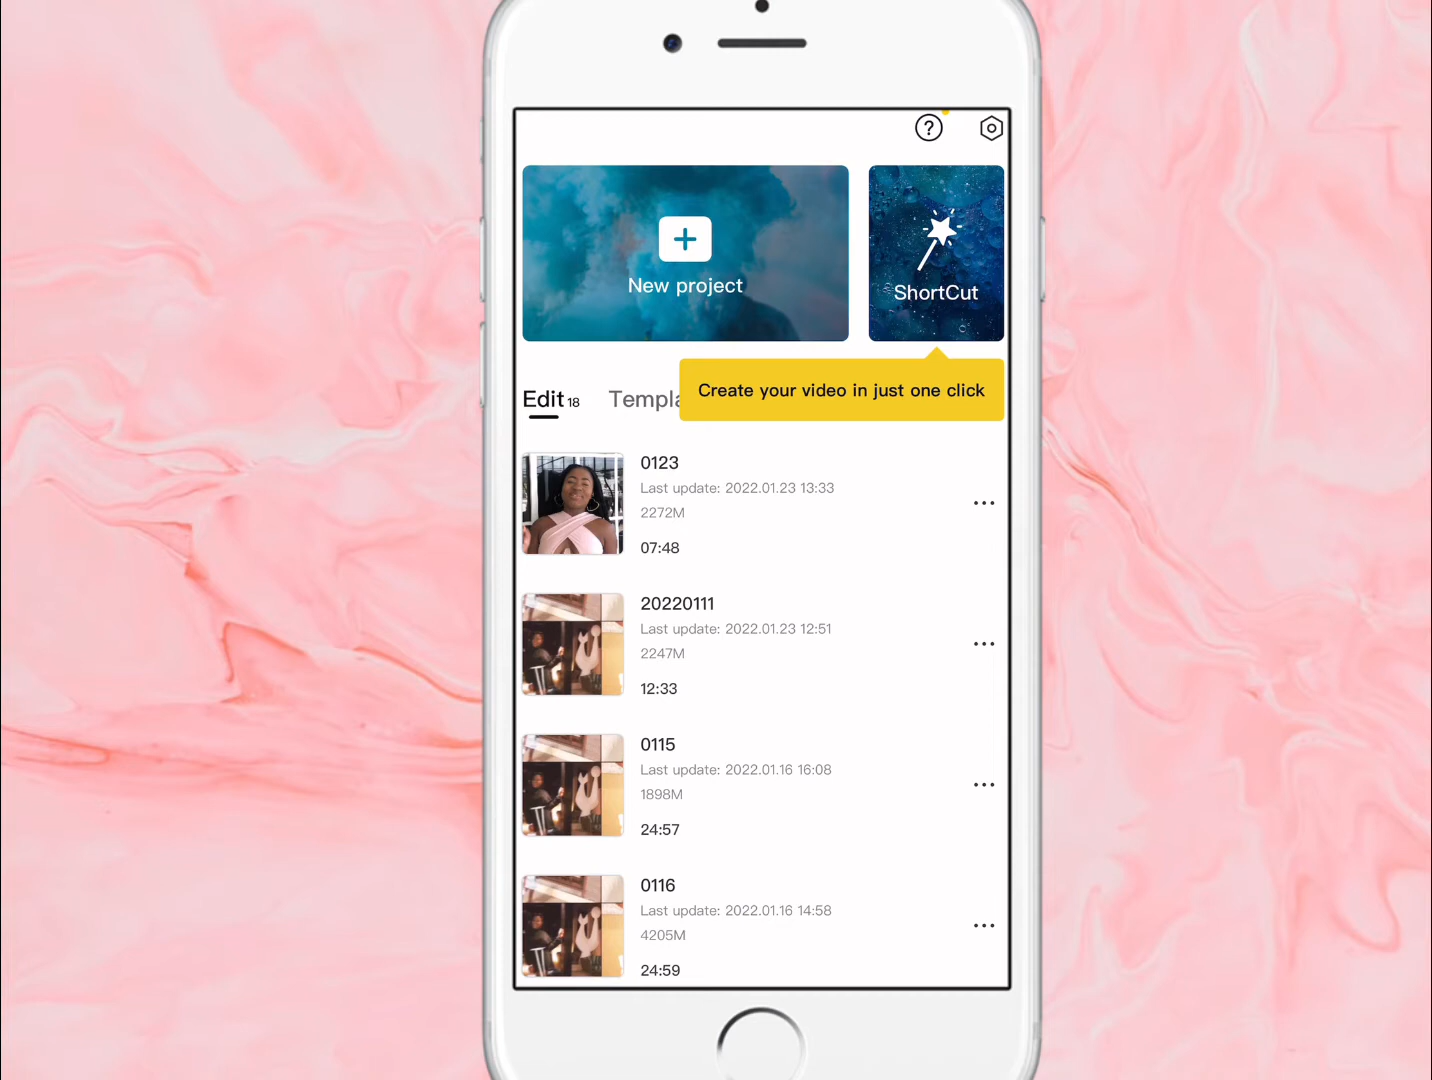 New project
ShortCut
Create your video in just one click
Edit 18
0123
Last update: 2022.01.23 13:33
2272M
07:48
20220111
Last update: 2022.01.23 12:51
2247M
12:33
0115
Last update: 2022.01.16 16:08
1898M
24:57
0116
Last update: 2022.01.16 14:58
4205M
24:59